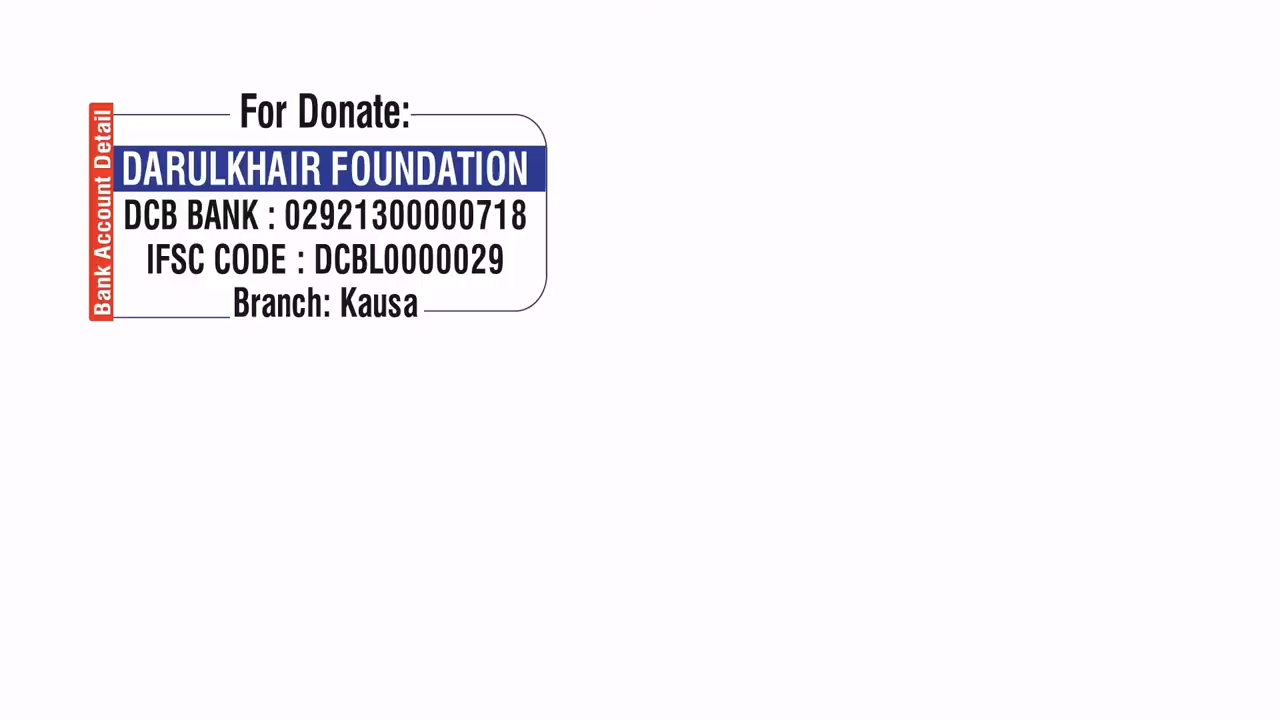 For Donate:
Bank Account Detail
DARULKHAIR FOUNDATION
DCB BANK : 02921300000718
IFSC CODE : DCBL0000029
Branch: Kausa